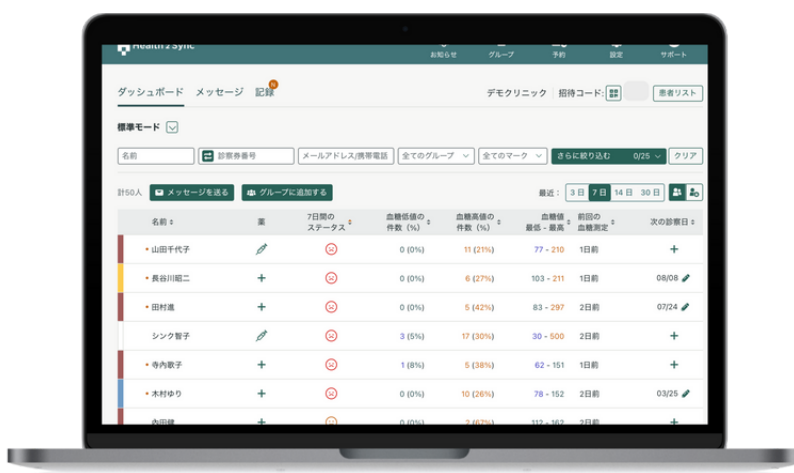 Health2Sync
お知らせ グループ 予約 設定 サポート
ダッシュボード メッセージ 記録 N デモクリニック 招待コード: 患者リスト
標準モード
名前 診察券番号 メールアドレス/携帯電話 全てのグループ 全てのマーク さらに絞り込む 0/25 クリア
計50人 メッセージを送る グループに追加する 最近: 3日 7日 14日 30日
名前 薬 7日間の 血糖低値の 血糖高値の 血糖値 前回の 次の診察日
ステータス 件数 (%) 件数 (%) 最低 - 最高 血糖測定
山田千代子 0 (0%) 11 (21%) 77 - 210 1日前 +
長谷川昭二 + 0 (0%) 6 (27%) 103 - 211 1日前 08/08
田村進 + 0 (0%) 5 (42%) 83 - 297 2日前 07/24
シンク智子 3 (5%) 17 (30%) 30 - 500 2日前 +
寺内歌子 + 1 (8%) 5 (38%) 62 - 151 1日前 +
木村ゆり + 0 (0%) 10 (26%) 78 - 152 2日前 03/25
内田健 + 0 (0%) 2 (67%) 112 - 162 2日前 +